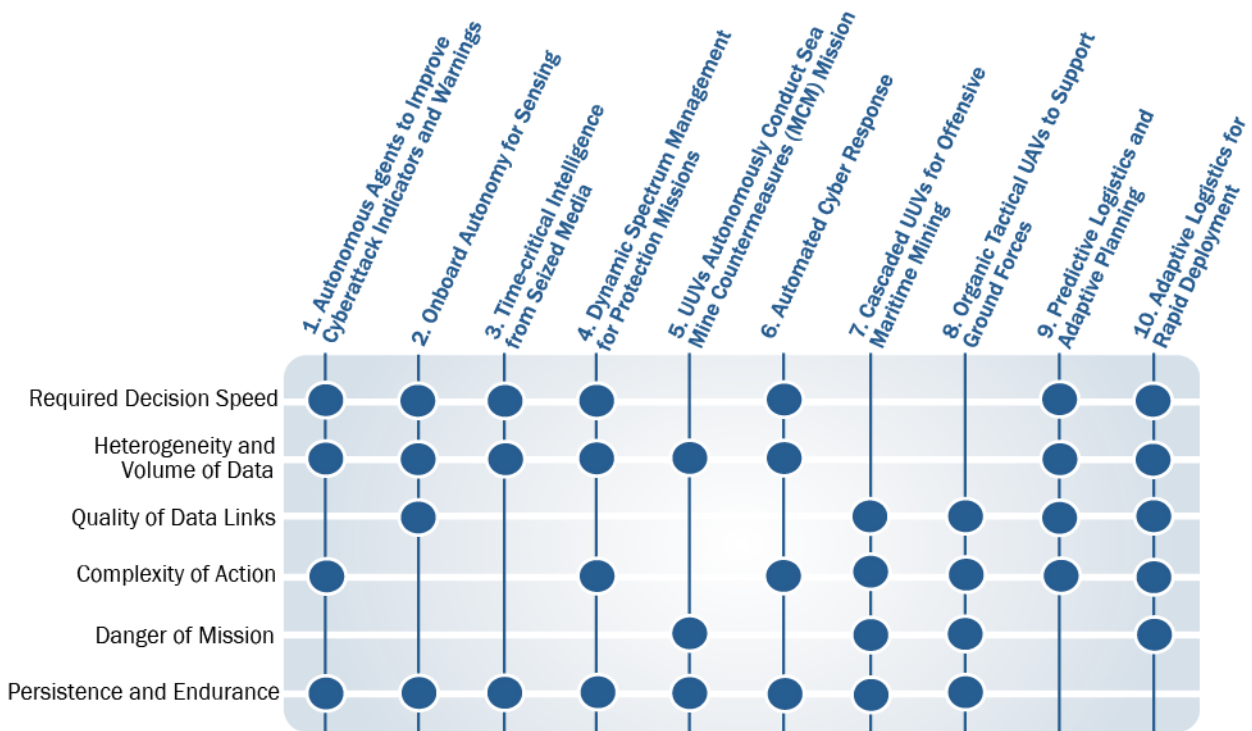 1. Autonomous Agents to Improve
Cyberattack Indicators and Warnings
2. Onboard Autonomy for Sensing
3. Time-critical Intelligence
from Seized Media
4. Dynamic Spectrum Management
for Protection Missions
5. UUVs Autonomously Conduct Sea
Mine Countermeasures (MCM) Mission
6. Automated Cyber Response
7. Cascaded UUVs for Offensive
Maritime Mining
8. Organic Tactical UAVs to Support
Ground Forces
9. Predictive Logistics and
Adaptive Planning
10. Adaptive Logistics for
Rapid Deployment
Required Decision Speed
Heterogeneity and
Volume of Data
Quality of Data Links
Complexity of Action
Danger of Mission
Persistence and Endurance